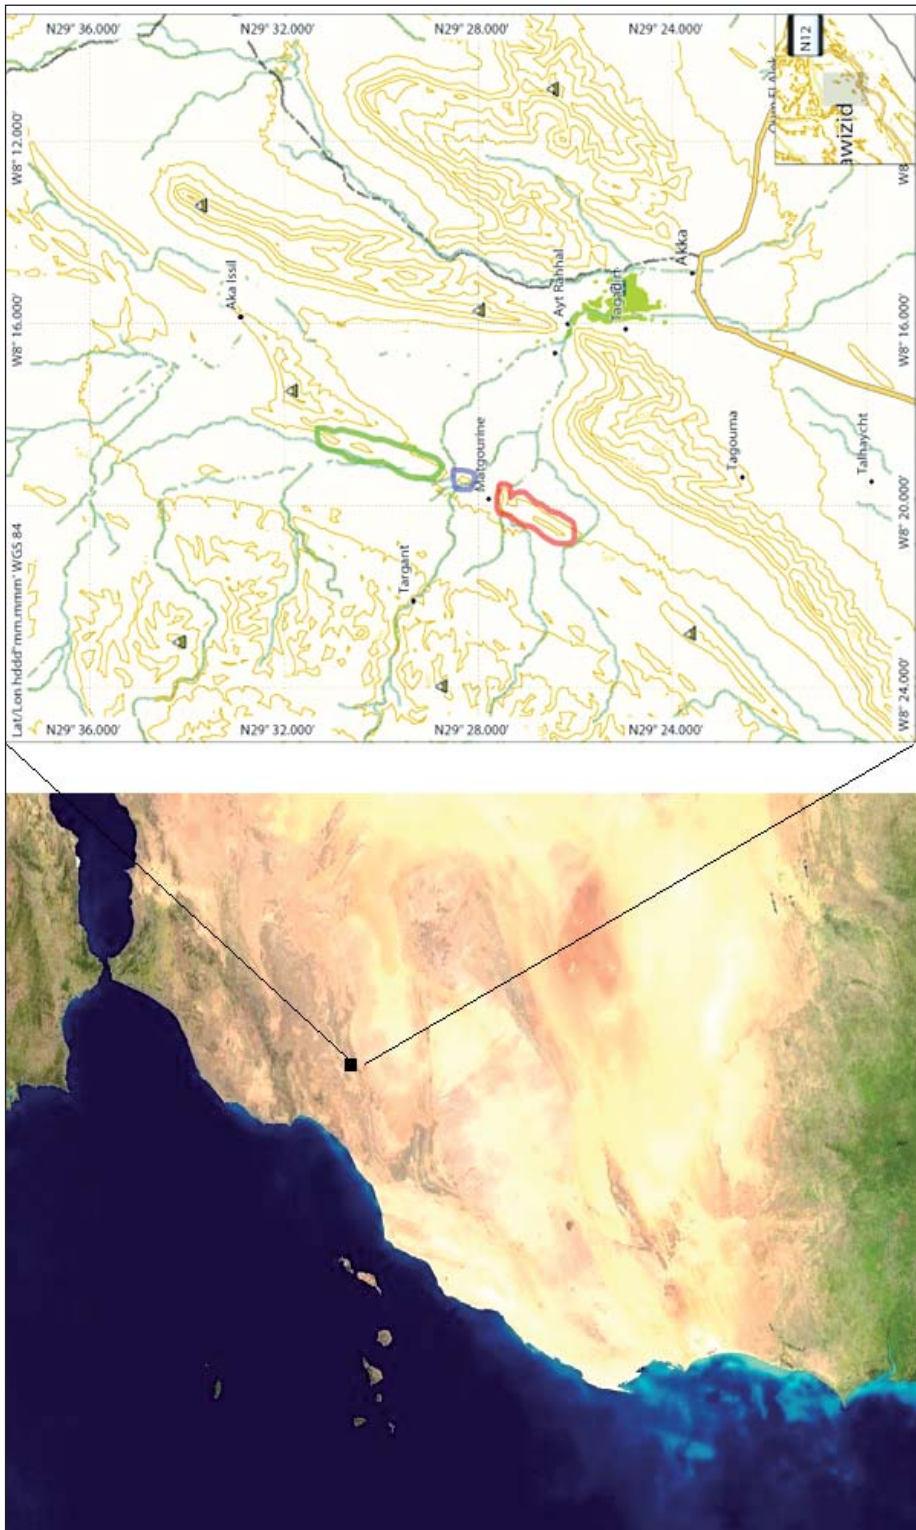 Lat/Lon hddd°mm.mmm' WGS 84
W8° 24.000'
W8° 20.000'
W8° 16.000'
W8° 12.000'
N29° 36.000'
N29° 36.000'
N29° 32.000'
N29° 32.000'
Aka Issil
Targant
N29° 28.000'
N29° 28.000'
Matgourine
Ayt Rahhal
Tagadirt
N29° 24.000'
N29° 24.000'
Akka
Tagouma
Talhaycht
N12
awizid
W8° 24.000'
W8° 20.000'
W8° 16.000'
W8°